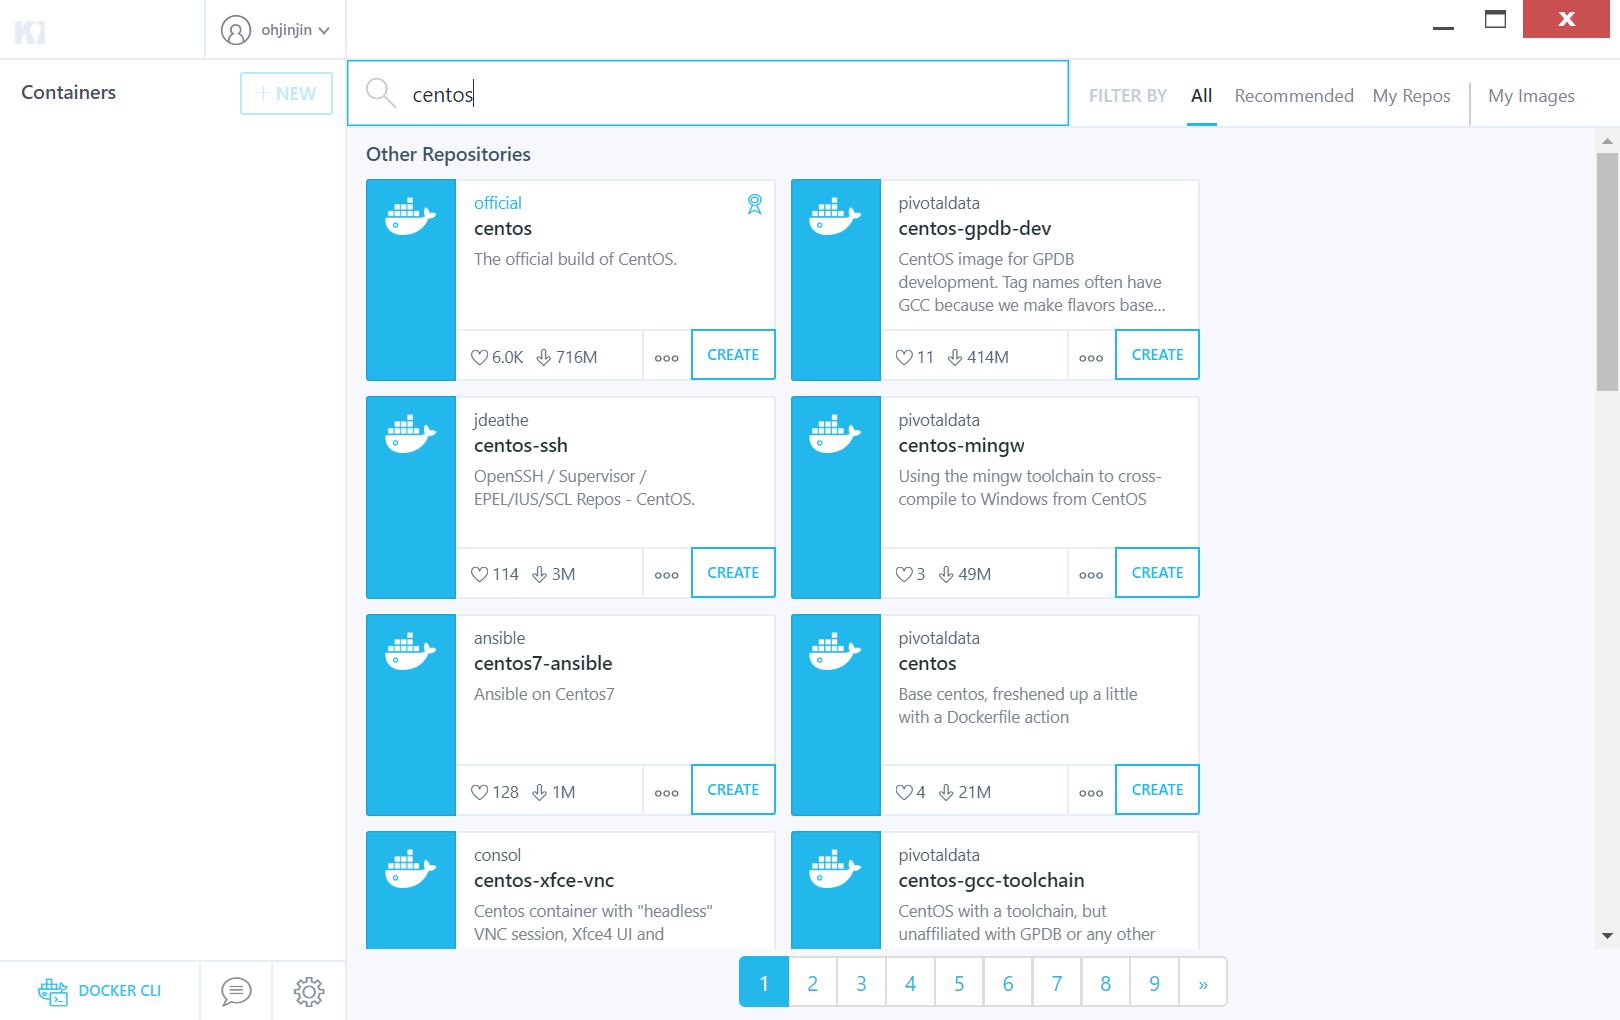 ohjinjin
Containers
+ NEW
centos
FILTER BY All Recommended My Repos My Images
Other Repositories
official
centos
The official build of CentOS.
6.0K 716M
CREATE
pivotaldata
centos-gpdb-dev
CentOS image for GPDB
development. Tag names often have
GCC because we make flavors base...
11 414M
CREATE
jdeathe
centos-ssh
OpenSSH / Supervisor /
EPEL/IUS/SCL Repos - CentOS.
114 3M
CREATE
pivotaldata
centos-mingw
Using the mingw toolchain to cross-
compile to Windows from CentOS
3 49M
CREATE
ansible
centos7-ansible
Ansible on Centos7
128 1M
CREATE
pivotaldata
centos
Base centos, freshened up a little
with a Dockerfile action
4 21M
CREATE
consol
centos-xfce-vnc
Centos container with "headless"
VNC session, Xfce4 UI and
pivotaldata
centos-gcc-toolchain
CentOS with a toolchain, but
unaffiliated with GPDB or any other
1 2 3 4 5 6 7 8 9 »
DOCKER CLI